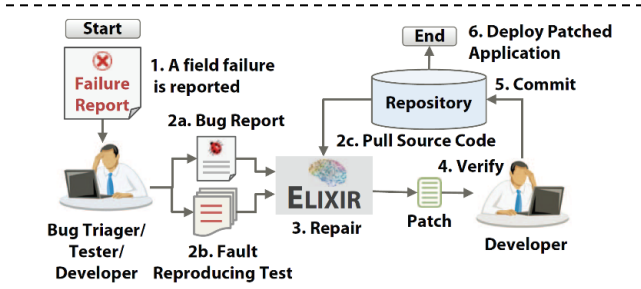 Start
Failure
Report
1. A field failure
is reported
2a. Bug Report
Bug Triager/
Tester/
Developer
2b. Fault
Reproducing Test
ELIXIR
3. Repair
2c. Pull Source Code
Repository
End
6. Deploy Patched
Application
5. Commit
4. Verify
Patch
Developer